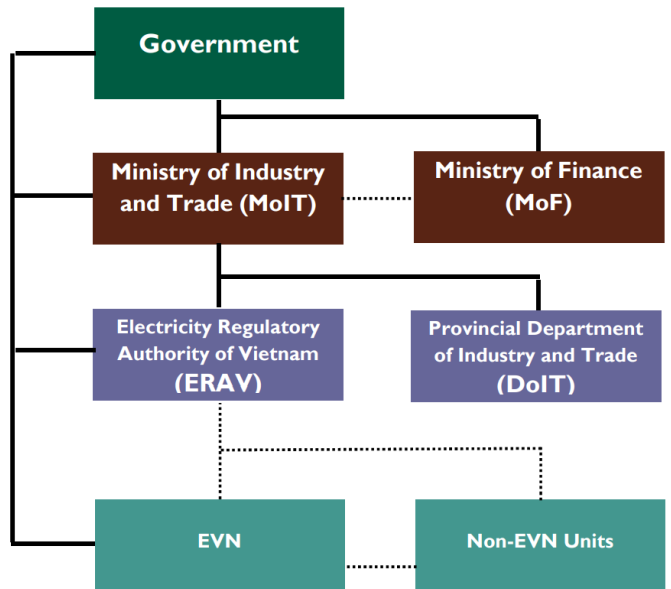 Government
Ministry of Industry
and Trade (MoIT)
Ministry of Finance
(MoF)
Electricity Regulatory
Authority of Vietnam
(ERAV)
Provincial Department
of Industry and Trade
(DoIT)
EVN
Non-EVN Units